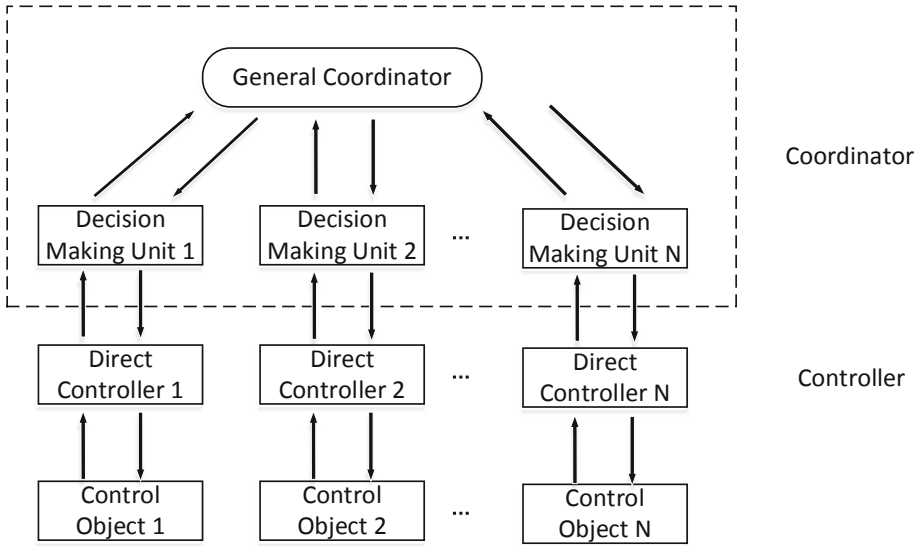 General Coordinator
Coordinator
Decision
Making Unit 1
Decision
Making Unit 2
...
Decision
Making Unit N
Direct
Controller 1
Direct
Controller 2
...
Direct
Controller N
Controller
Control
Object 1
Control
Object 2
...
Control
Object N